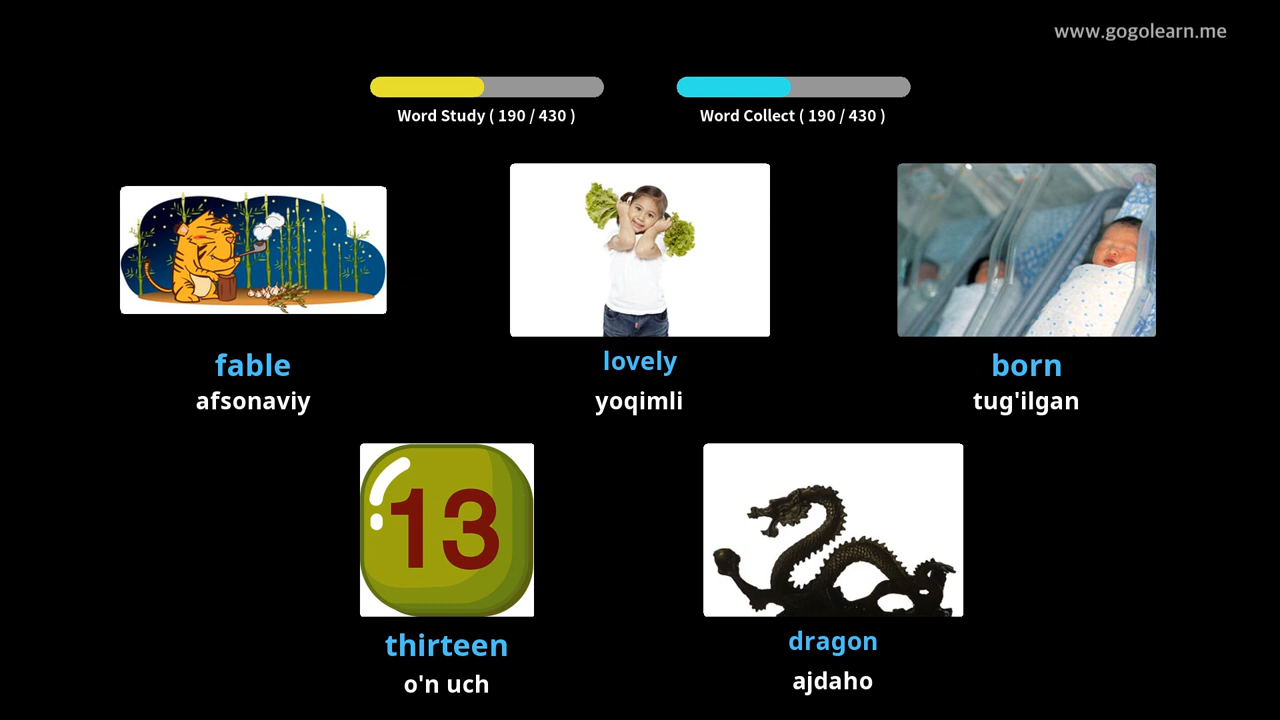 www.gogolearn.me
Word Study ( 190 / 430 )
Word Collect ( 190 / 430 )
fable
afsonaviy
lovely
yoqimli
born
tug'ilgan
13
thirteen
o'n uch
dragon
ajdaho